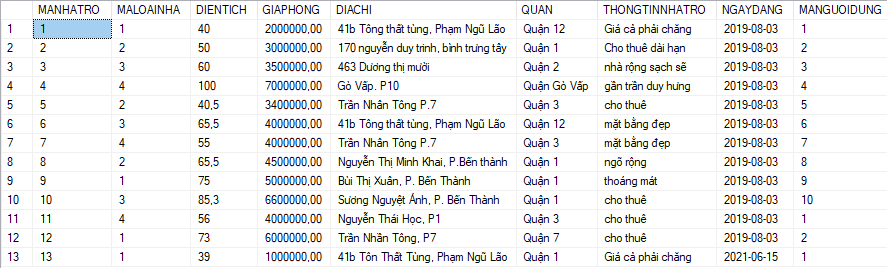 MANHATRO MALOAINHA DIENTICH GIAPHONG DIACHI QUAN THONGTINNHATRO NGAYDANG MANGUOIDUNG
1 1 1 40 2000000,00 41b Tông thất tùng, Phạm Ngũ Lão Quận 12 Giá cả phải chăng 2019-08-03 1
2 2 2 50 3000000,00 170 nguyễn duy trinh, bình trưng tây Quận 1 Cho thuê dài hạn 2019-08-03 2
3 3 3 60 3500000,00 463 Dương thị mười Quận 2 nhà rộng sạch sẽ 2019-08-03 3
4 4 4 100 7000000,00 Gò Vấp. P10 Quận Gò Vấp gần trần duy hưng 2019-08-03 4
5 5 2 40,5 3400000,00 Trần Nhân Tông P.7 Quận 3 cho thuê 2019-08-03 5
6 6 3 65,5 4000000,00 41b Tông thất tùng, Phạm Ngũ Lão Quận 12 mặt bằng đẹp 2019-08-03 6
7 7 4 55 4000000,00 Trần Nhân Tông P.7 Quận 3 mặt bằng đẹp 2019-08-03 7
8 8 2 65,5 4500000,00 Nguyễn Thị Minh Khai, P.Bến thành Quận 1 ngõ rộng 2019-08-03 8
9 9 1 75 5000000,00 Bùi Thị Xuân, P. Bến Thành Quận 1 thoáng mát 2019-08-03 9
10 10 3 85,3 6600000,00 Sương Nguyệt Ánh, P. Bến Thành Quận 1 cho thuê 2019-08-03 10
11 11 4 56 4000000,00 Nguyễn Thái Học, P1 Quận 3 cho thuê 2019-08-03 1
12 12 1 73 6000000,00 Trần Nhần Tông, P7 Quận 7 cho thuê 2019-08-03 2
13 13 1 39 1000000,00 41b Tôn Thất Tùng, Phạm Ngũ Lão Quận 1 Giá cả phải chăng 2021-06-15 1